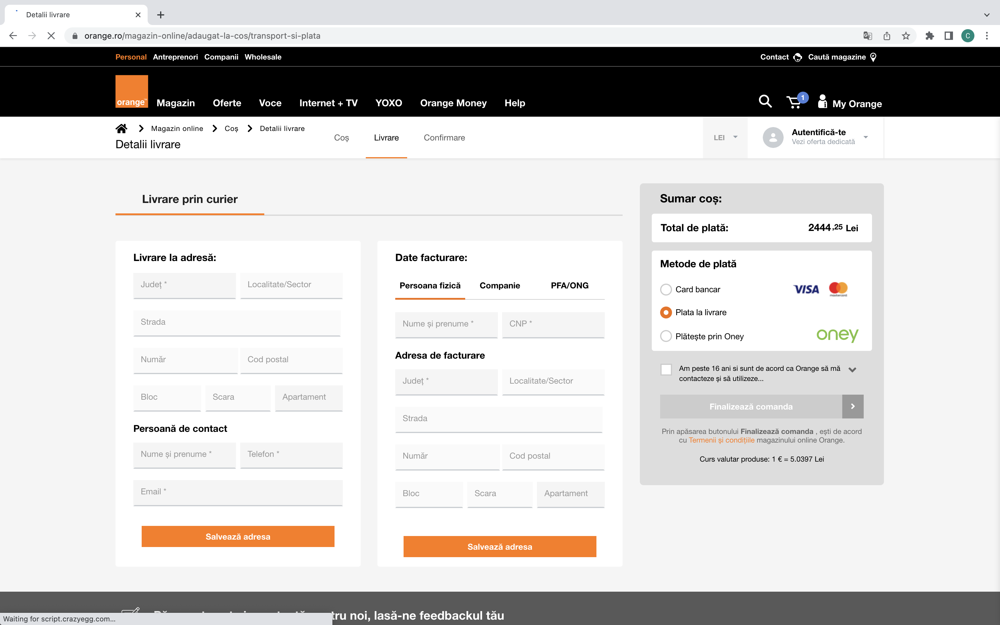 Detalii livrare
orange.ro/magazin-online/adaugat-la-cos/transport-si-plata
C
Personal Antreprenori Companii Wholesale
Contact Caută magazine
orange™ Magazin Oferte Voce Internet + TV YOXO Orange Money Help
1 My Orange
Magazin online Coș Detalii livrare
Detalii livrare
Coș Livrare Confirmare
LEI
Autentifică-te
Vezi oferta dedicată
Livrare prin curier
Livrare la adresă:
Județ * Localitate/Sector
Strada
Număr Cod postal
Bloc Scara Apartament
Persoană de contact
Nume și prenume * Telefon *
Email *
Salvează adresa
Date facturare:
Persoana fizică Companie PFA/ONG
Nume și prenume * CNP *
Adresa de facturare
Județ * Localitate/Sector
Strada
Număr Cod postal
Bloc Scara Apartament
Salvează adresa
Sumar coș:
Total de plată: 2444,25 Lei
Metode de plată
Card bancar VISA mastercard
Plata la livrare
Plătește prin Oney oney
Am peste 16 ani si sunt de acord ca Orange să mă
contacteze și să utilizeze...
Finalizează comanda
Prin apăsarea butonului Finalizează comanda , ești de acord
cu Termenii și condițiile magazinului online Orange.
Curs valutar produse: 1 € = 5.0397 Lei
noi, lasă-ne feedbackul tău
Waiting for script.crazyegg.com...